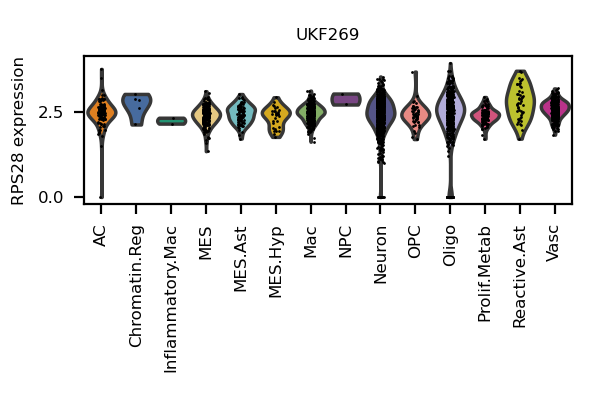 UKF269
RPS28 expression
2.5
0.0
AC
Chromatin.Reg
Inflammatory.Mac
MES
MES.Ast
MES.Hyp
Mac
NPC
Neuron
OPC
Oligo
Prolif.Metab
Reactive.Ast
Vasc